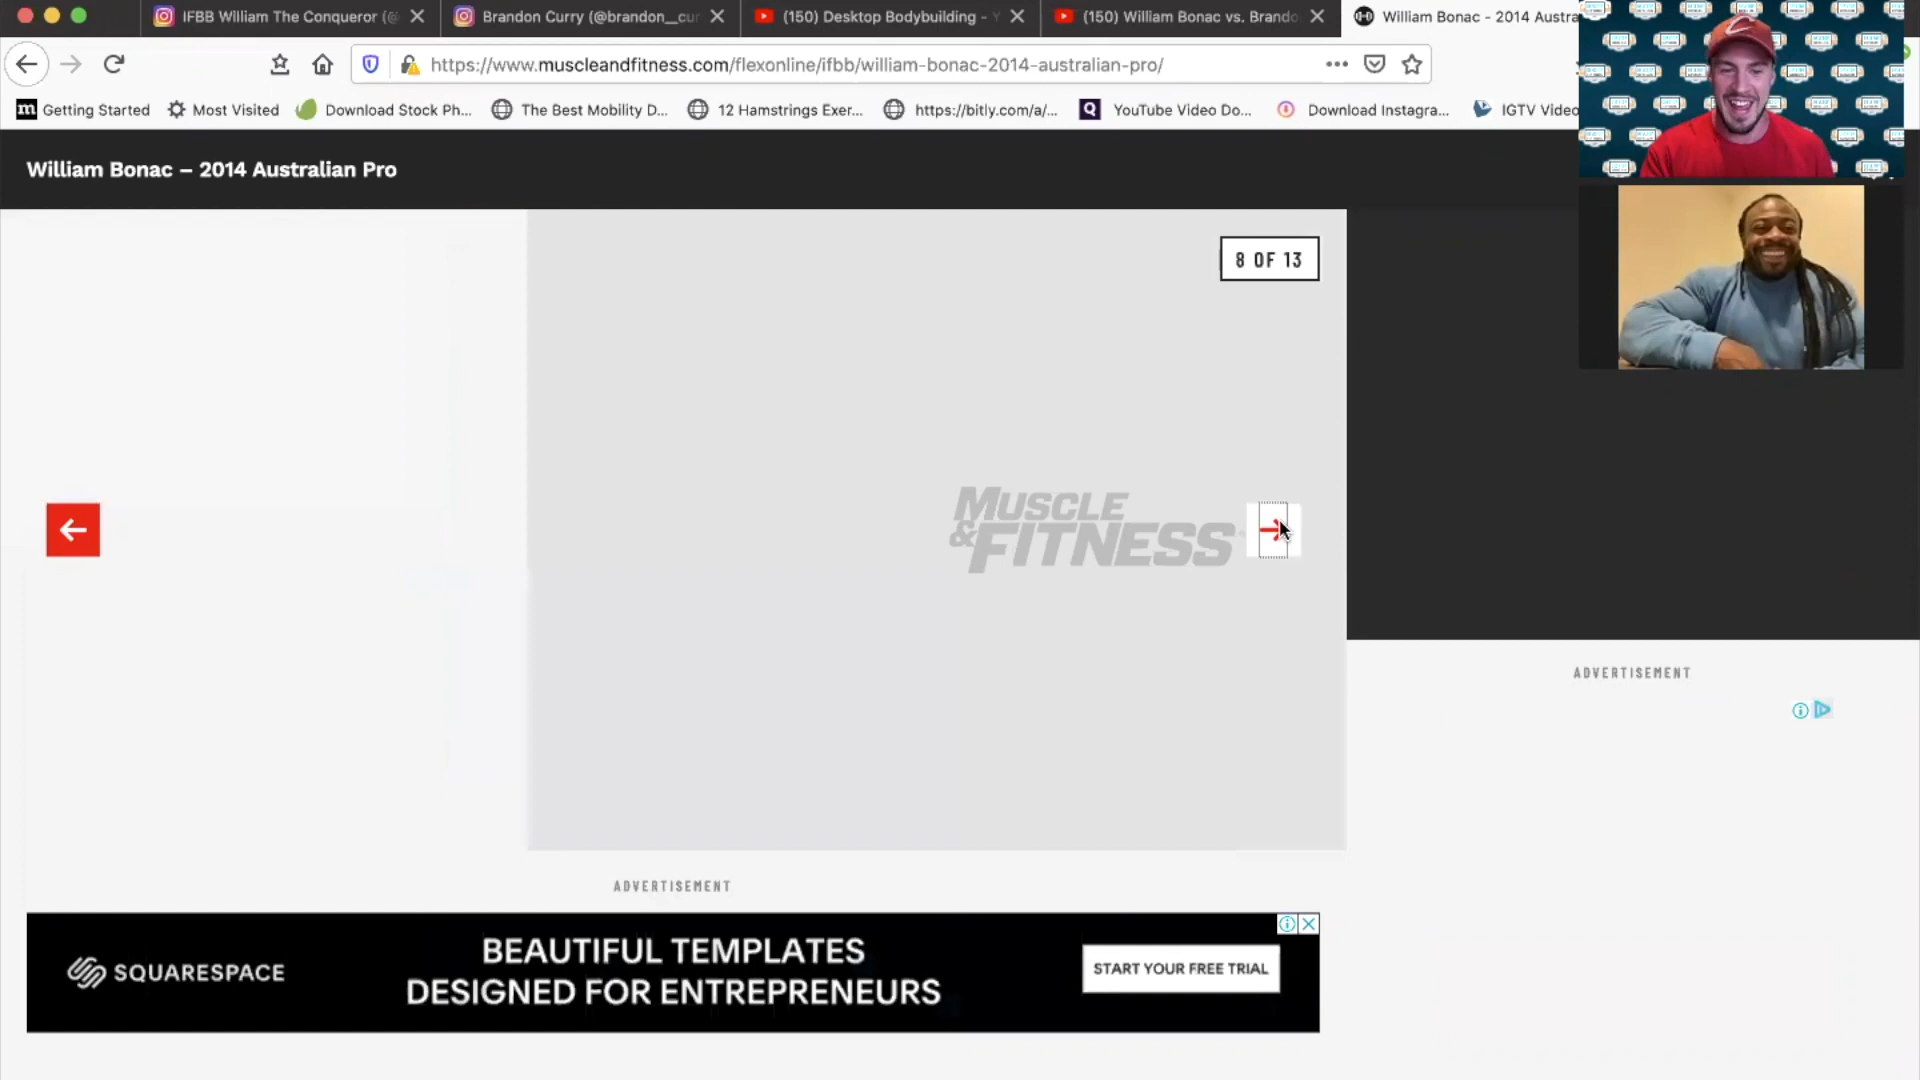 IFBB William The Conqueror (@
Brandon Curry (@brandon__cur
(150) Desktop Bodybuilding - Y
(150) William Bonac vs. Brando
William Bonac - 2014 Austra
https://www.muscleandfitness.com/flexonline/ifbb/william-bonac-2014-australian-pro/
Getting Started
Most Visited
Download Stock Ph...
The Best Mobility D...
12 Hamstrings Exer...
https://bitly.com/a/...
YouTube Video Do...
Download Instagra...
IGTV Video
William Bonac – 2014 Australian Pro
8 OF 13
MUSCLE
&FITNESS
ADVERTISEMENT
ADVERTISEMENT
SQUARESPACE
BEAUTIFUL TEMPLATES
DESIGNED FOR ENTREPRENEURS
START YOUR FREE TRIAL